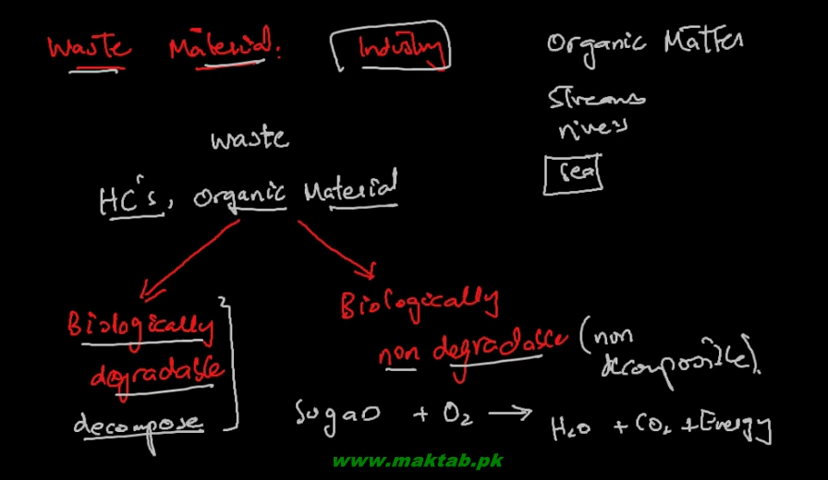 Waste Material: Industry
Organic Matter
Streams
rivers
sea
waste
HC's, Organic Material
Biologically
degradable
decompose
Biologically
non degradable (non
decomposible).
Sugar + O₂ → H₂O + CO₂ + Energy
www.maktab.pk